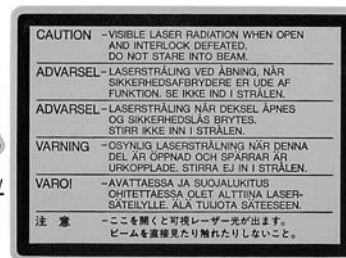 CAUTION -VISIBLE LASER RADIATION WHEN OPEN
AND INTERLOCK DEFEATED.
DO NOT STARE INTO BEAM.
ADVARSEL-LASERSTRÅLING VED ÅBNING, NÅR
SIKKERHEDSAFBRYDERE ER UDE AF
FUNKTION. SE IKKE IND I STRÅLEN.
ADVARSEL-LASERSTRÅLING NÅR DEKSEL ÅPNES
OG SIKKERHEDSLÅS BRYTES.
STIRR IKKE INN I STRÅLEN.
VARNING -OSYNLIG LASERSTRÅLNING NÄR DENNA
DEL ÄR ÖPPNAD OCH SPÄRRAR ÄR
URKOPPLADE. STIRRA EJ IN I STRÅLEN.
VARO! -AVATTAESSA JA SUOJALUKITUS
OHITETTAESSA OLET ALTTIINA LASER-
SÄTEILYLLE. ÄLÄ TUIJOTA SÄTEESEEN.
注 意 -ここを開くと可視レーザー光が出ます。
ビームを直接見たり触れたりしないこと。